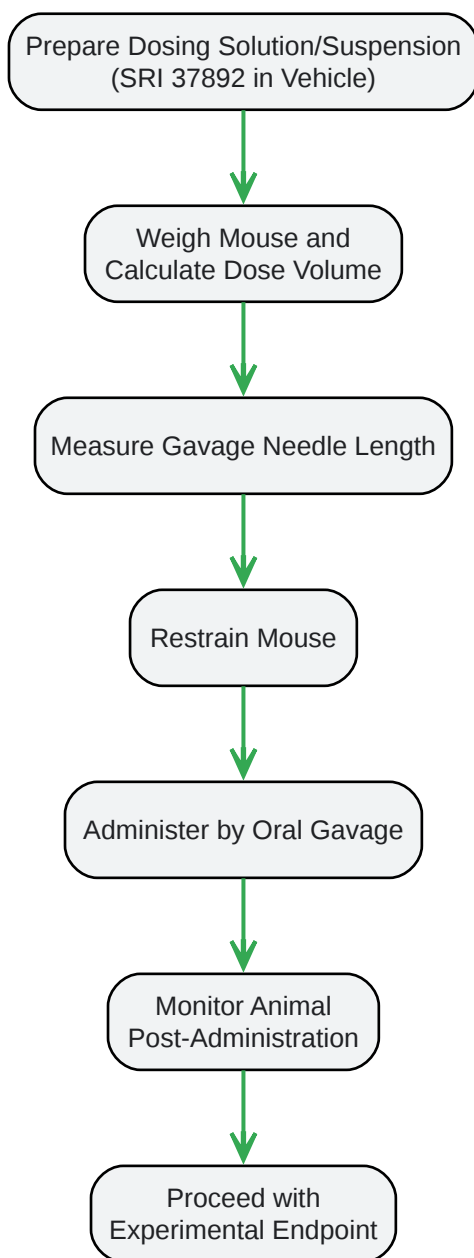 Prepare Dosing Solution/Suspension
(SRI 37892 in Vehicle)
Weigh Mouse and
Calculate Dose Volume
Measure Gavage Needle Length
Restrain Mouse
Administer by Oral Gavage
Monitor Animal
Post-Administration
Proceed with
Experimental Endpoint